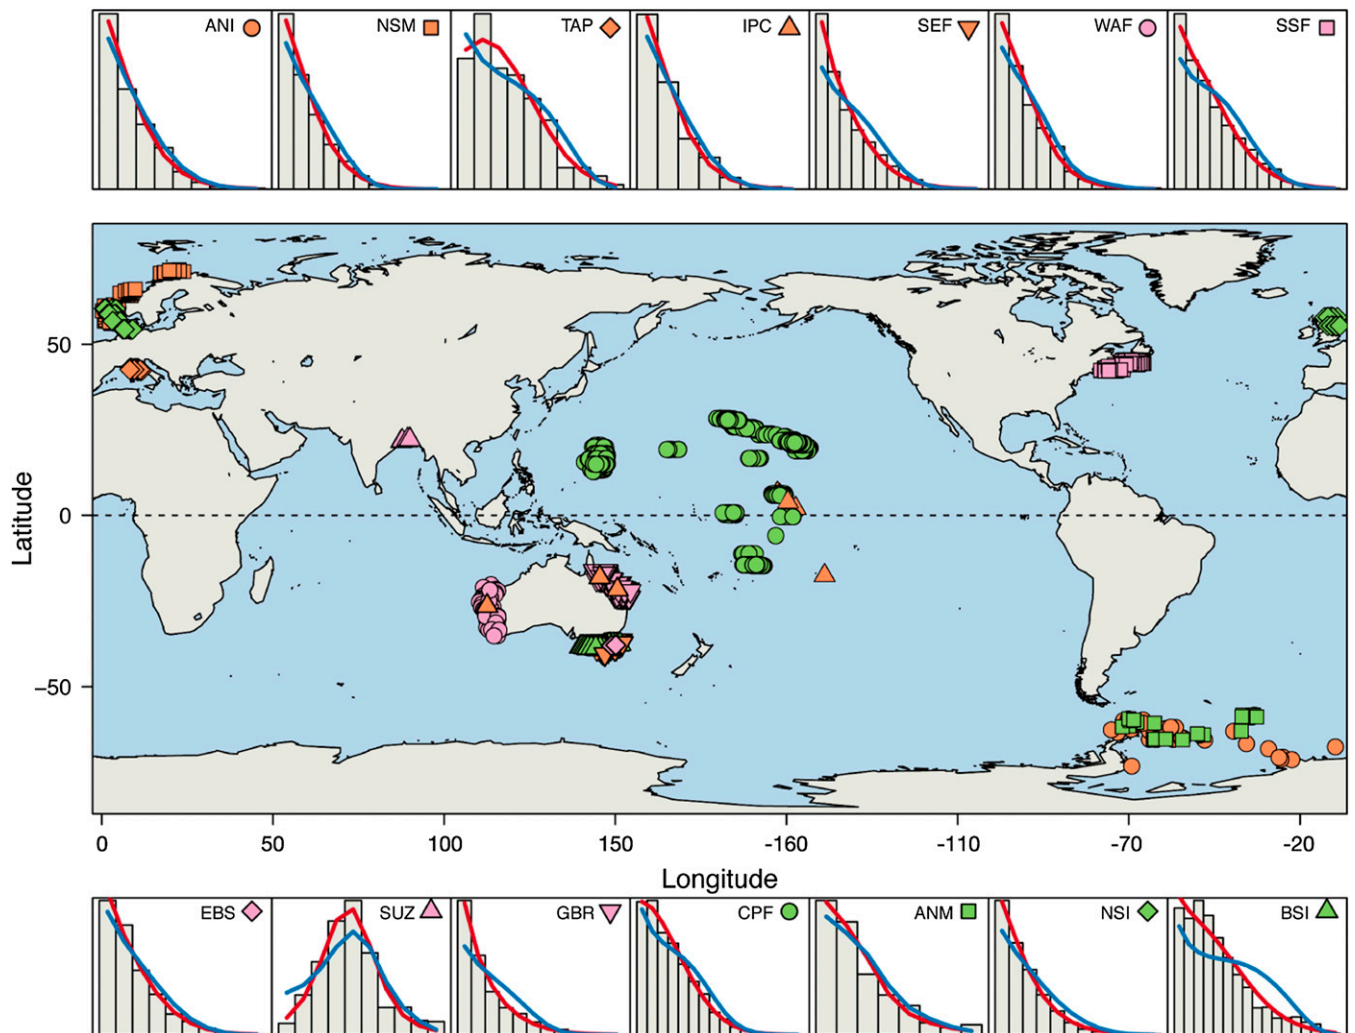 ANI NSM TAP IPC SEF WAF SSF
Latitude
50
0
−50
0 50 100 150 -160 -110 -70 -20
Longitude
EBS SUZ GBR CPF ANM NSI BSI